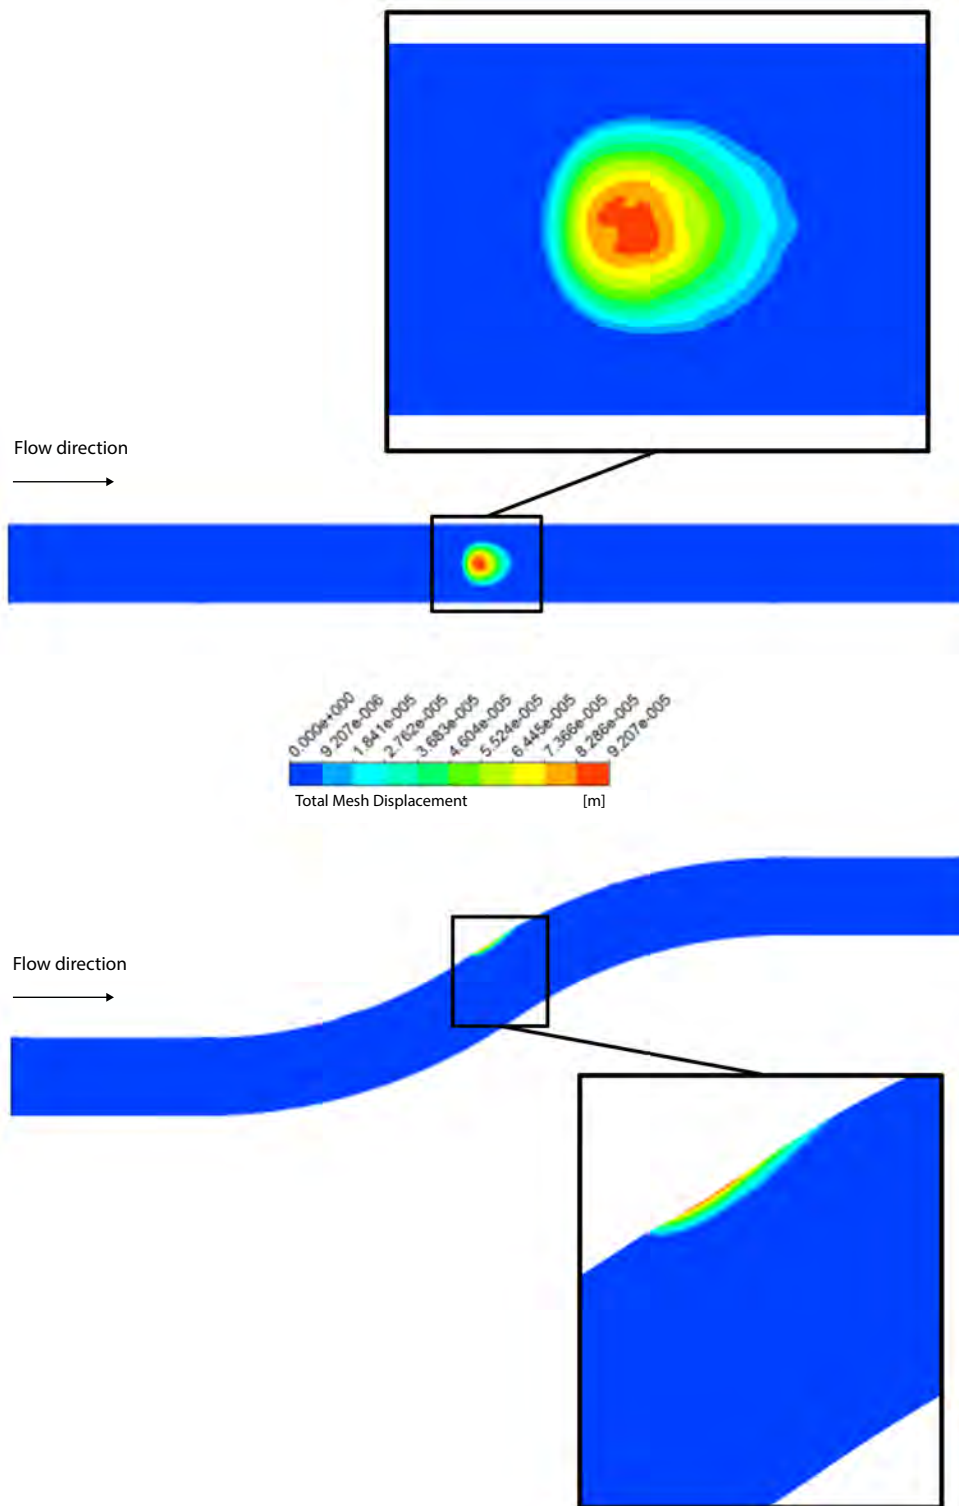 Flow direction
0.000e+000
9.207e-006
1.841e-005
2.762e-005
3.683e-005
4.604e-005
5.524e-005
6.445e-005
7.366e-005
8.286e-005
9.207e-005
Total Mesh Displacement [m]
Flow direction